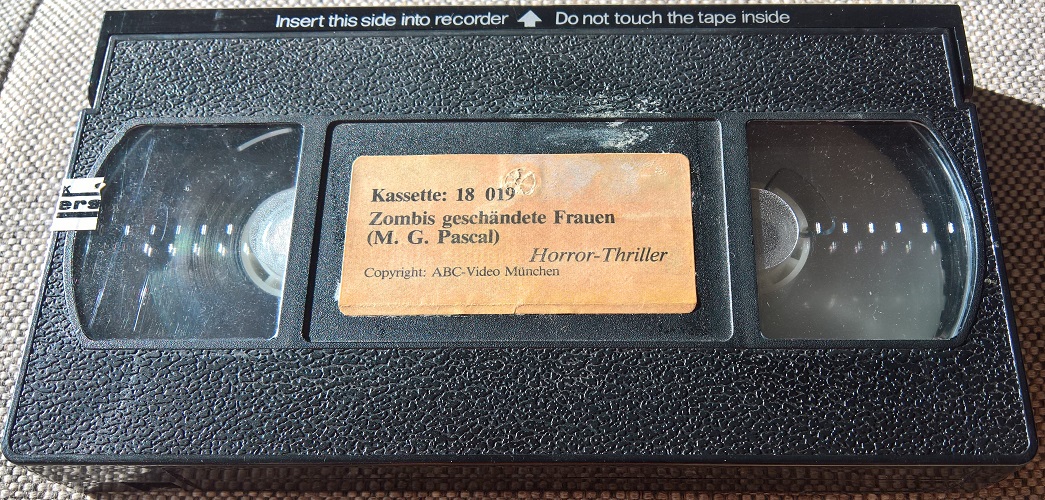 Insert this side into recorder ⬆ Do not touch the tape inside
K
ers
Kassette: 18 019
Zombis geschändete Frauen
(M. G. Pascal)
Horror-Thriller
Copyright: ABC-Video München